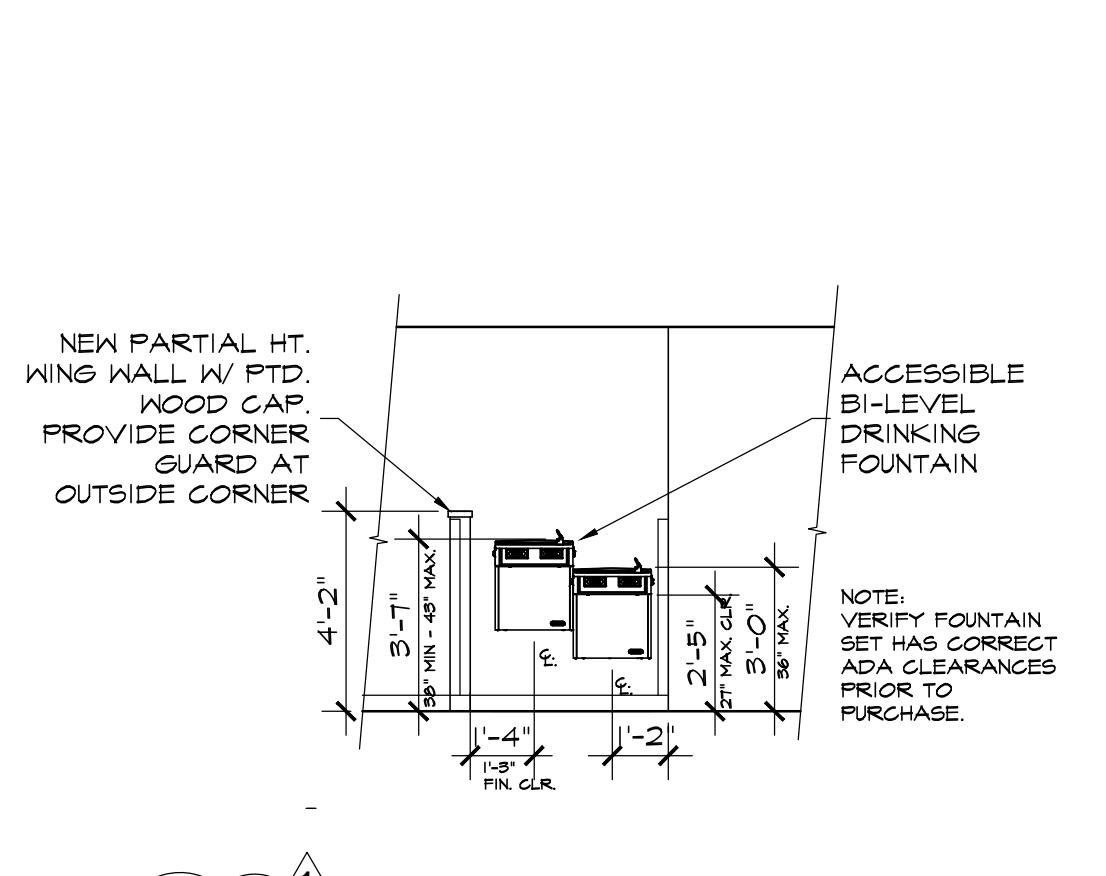 NEW PARTIAL HT.
WING WALL W/ PTD.
WOOD CAP.
PROVIDE CORNER
GUARD AT
OUTSIDE CORNER
ACCESSIBLE
BI-LEVEL
DRINKING
FOUNTAIN
4'-2"
3'-7"
38" MIN - 43" MAX.
2'-5"
27" MAX. CLR.
3'-0"
36" MAX.
℄.
℄.
NOTE:
VERIFY FOUNTAIN
SET HAS CORRECT
ADA CLEARANCES
PRIOR TO
PURCHASE.
1'-4"
1'-2"
1'-3"
FIN. CLR.